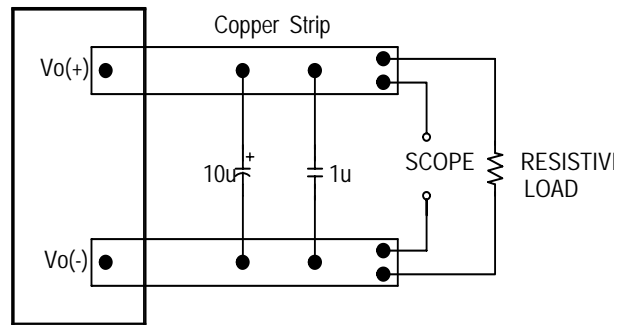 Copper Strip
Vo(+)
+
10u
1u
SCOPE
RESISTIVE
LOAD
Vo(-)